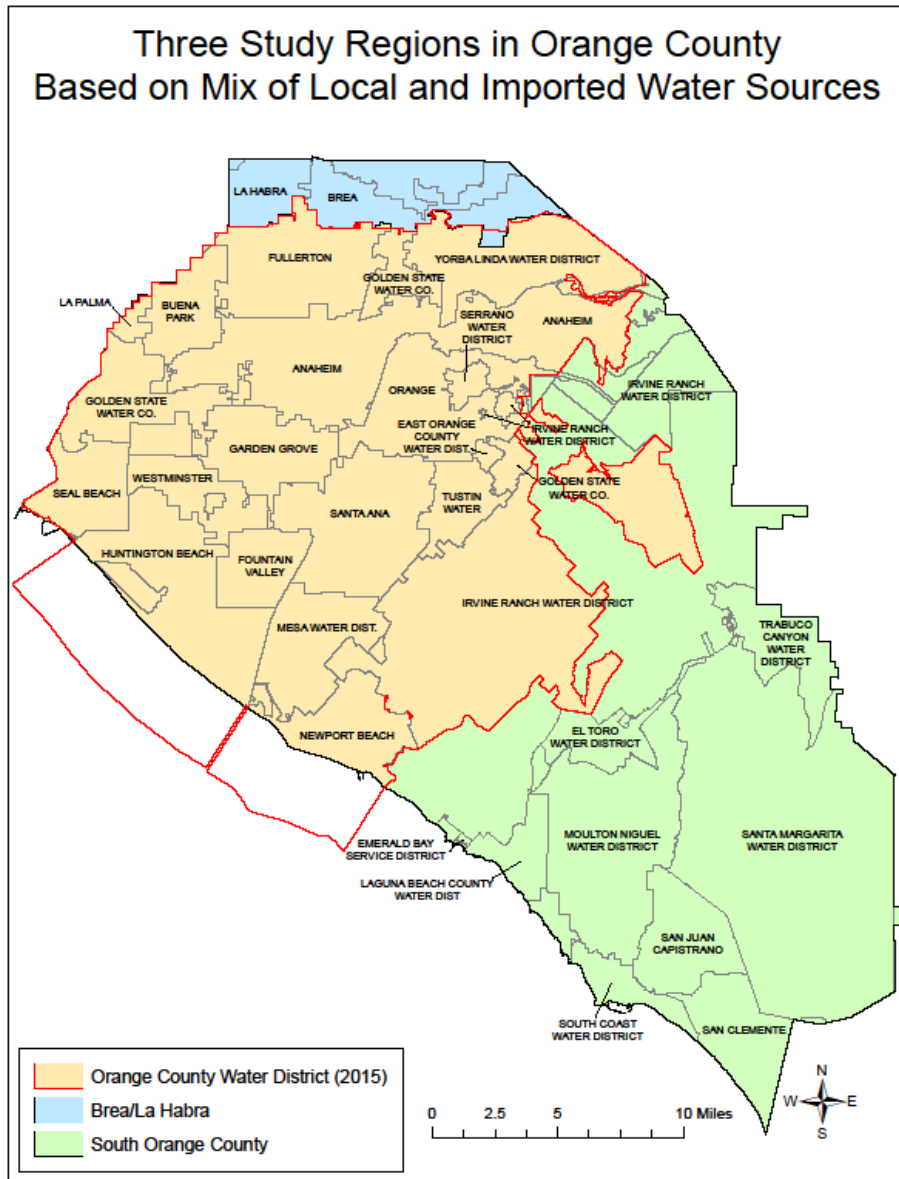 Three Study Regions in Orange County
Based on Mix of Local and Imported Water Sources
LA HABRA
BREA
FULLERTON
YORBA LINDA WATER DISTRICT
GOLDEN STATE
WATER CO.
LA PALMA
BUENA
PARK
SERRANO
WATER
DISTRICT
ANAHEIM
ANAHEIM
ORANGE
IRVINE RANCH
WATER DISTRICT
GOLDEN STATE
WATER CO.
EAST ORANGE
COUNTY
WATER DIST.
IRVINE RANCH
WATER DISTRICT
GARDEN GROVE
GOLDEN STATE
WATER CO.
WESTMINSTER
SEAL BEACH
SANTA ANA
TUSTIN
WATER
HUNTINGTON BEACH
FOUNTAIN
VALLEY
IRVINE RANCH WATER DISTRICT
MESA WATER DIST.
TRABUCO
CANYON
WATER
DISTRICT
NEWPORT BEACH
EL TORO
WATER DISTRICT
MOULTON NIGUEL
WATER DISTRICT
SANTA MARGARITA
WATER DISTRICT
EMERALD BAY
SERVICE DISTRICT
LAGUNA BEACH COUNTY
WATER DIST
SAN JUAN
CAPISTRANO
SOUTH COAST
WATER DISTRICT
SAN CLEMENTE
Orange County Water District (2015)
Brea/La Habra
South Orange County
0 2.5 5 10 Miles
N
W E
S